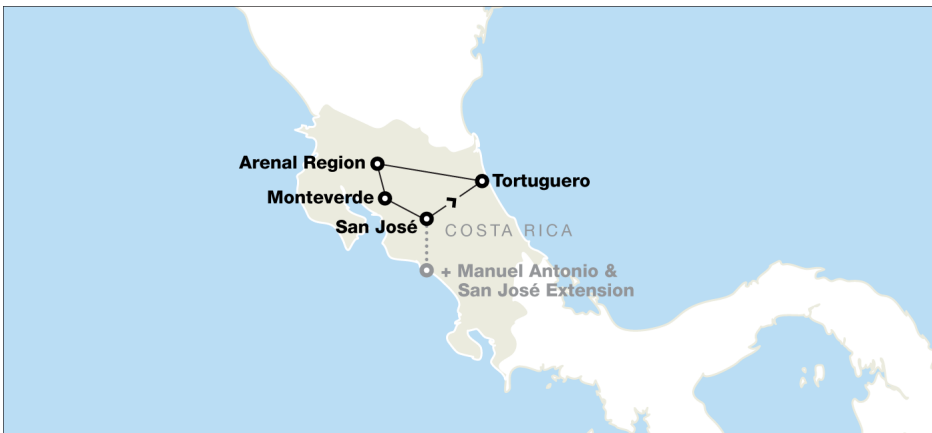 Arenal Region
Tortuguero
Monteverde
San José
COSTA RICA
+ Manuel Antonio &
San José Extension